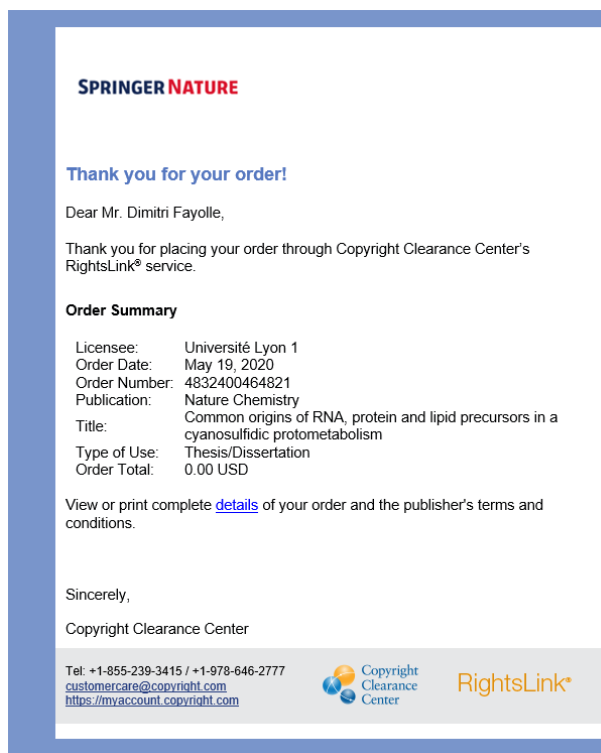 SPRINGER NATURE
Thank you for your order!
Dear Mr. Dimitri Fayolle,
Thank you for placing your order through Copyright Clearance Center's
RightsLink® service.
Order Summary
Licensee: Université Lyon 1
Order Date: May 19, 2020
Order Number: 4832400464821
Publication: Nature Chemistry
Title: Common origins of RNA, protein and lipid precursors in a
cyanosulfidic protometabolism
Type of Use: Thesis/Dissertation
Order Total: 0.00 USD
View or print complete details of your order and the publisher's terms and
conditions.
Sincerely,
Copyright Clearance Center
Tel: +1-855-239-3415 / +1-978-646-2777
customercare@copyright.com
https://myaccount.copyright.com
Copyright
Clearance
Center
RightsLink®